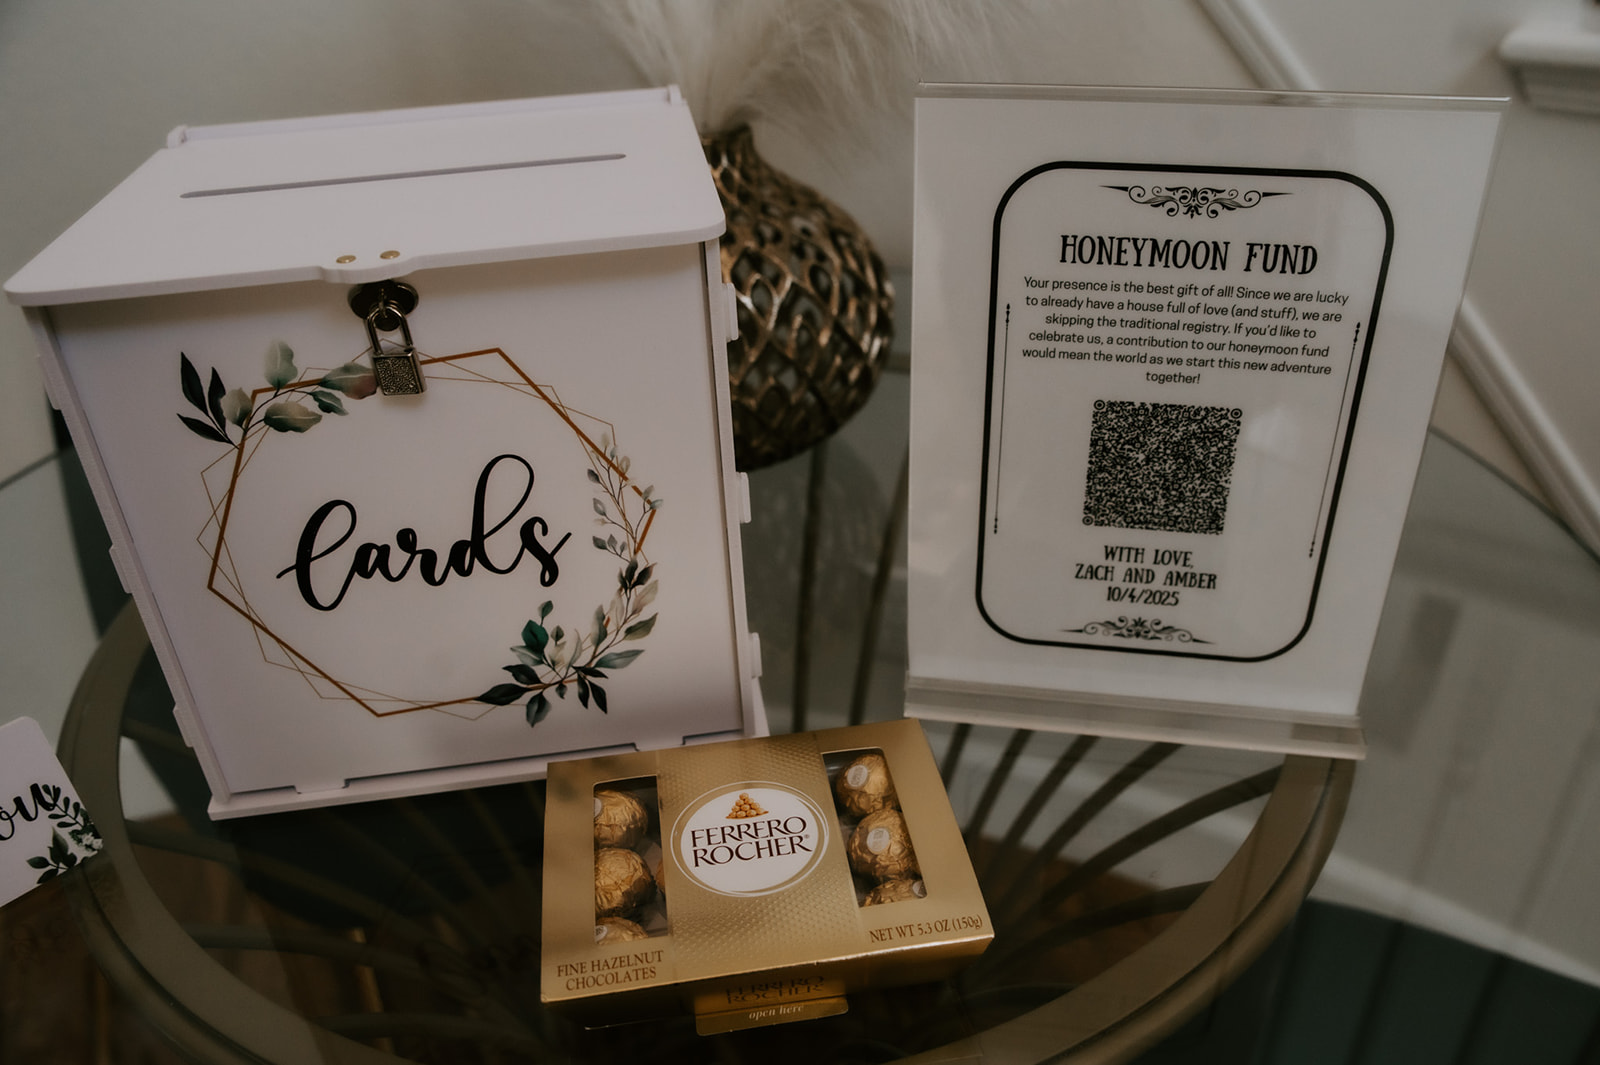 Cards
HONEYMOON FUND
Your presence is the best gift of all! Since we are lucky
to already have a house full of love (and stuff), we are
skipping the traditional registry. If you'd like to
celebrate us, a contribution to our honeymoon fund
would mean the world as we start this new adventure
together!
WITH LOVE,
ZACH AND AMBER
10/4/2025
FERRERO
ROCHER®
FINE HAZELNUT
CHOCOLATES
NET WT 5.3 OZ (150g)
FERRERO
ROCHER
open here